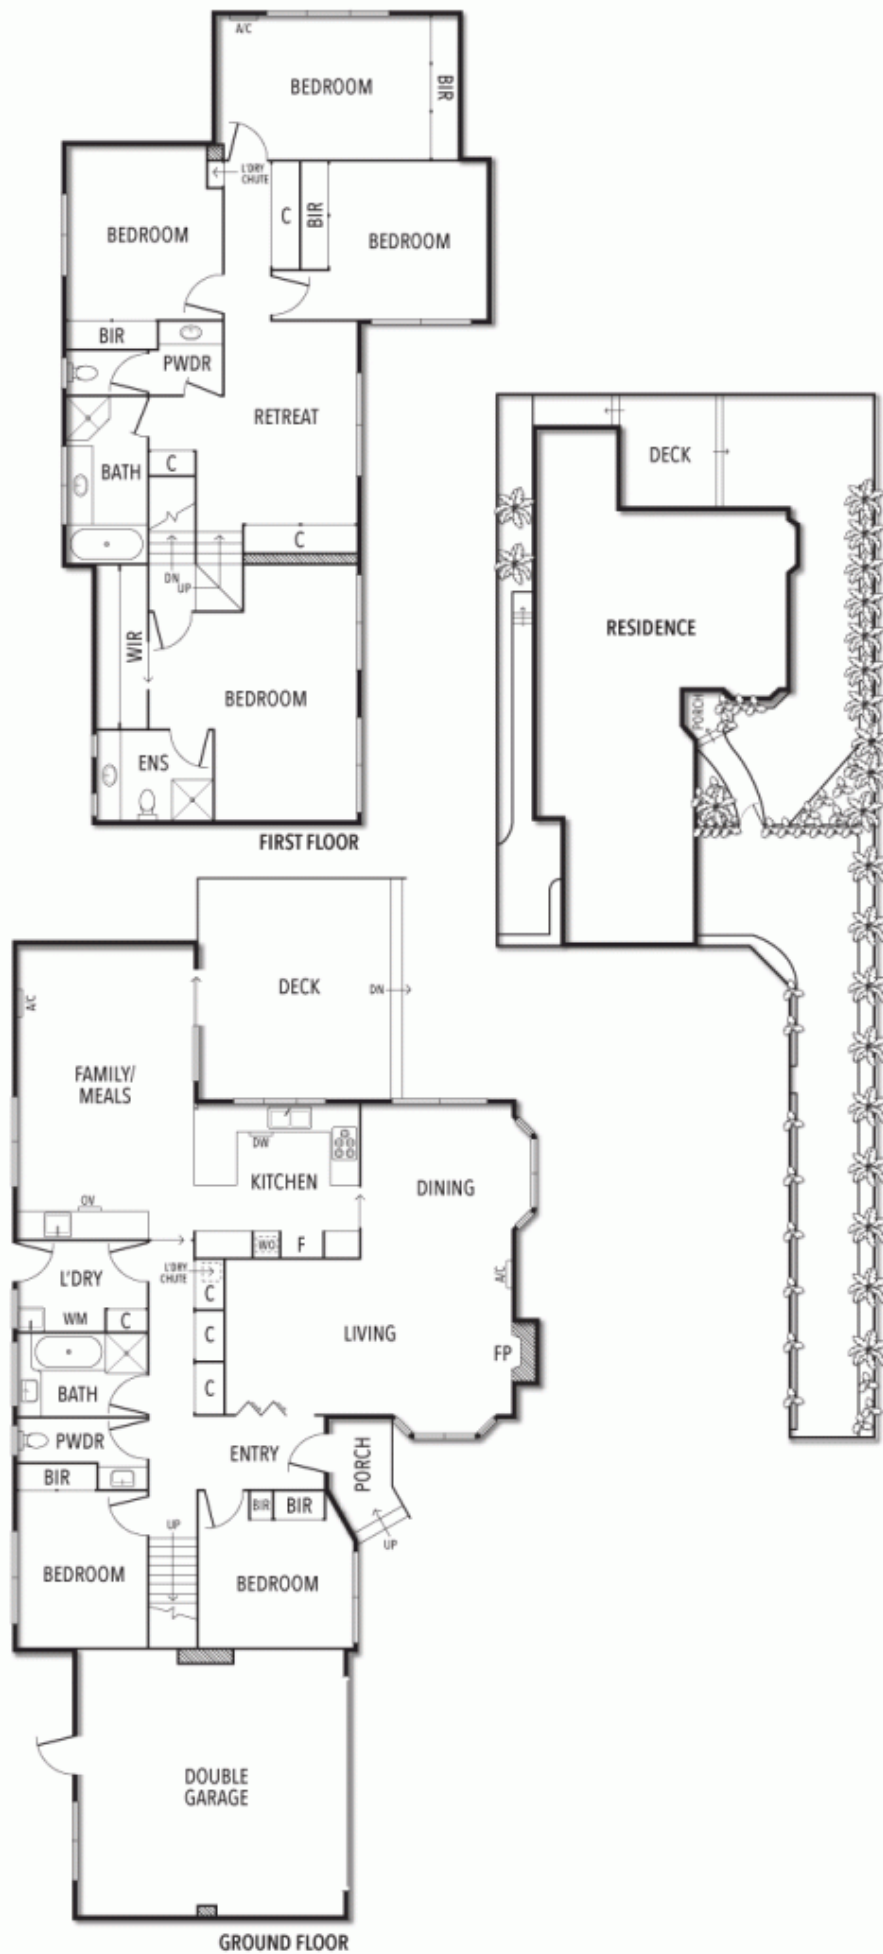 A/C
BEDROOM
BIR
L'DRY
CHUTE
C
BIR
BEDROOM
BEDROOM
BIR
PWDR
RETREAT
C
BATH
C
DN
UP
WIR
BEDROOM
ENS
FIRST FLOOR
DECK
RESIDENCE
PORCH
DECK
DN
A/C
FAMILY/
MEALS
DW
KITCHEN
DINING
OV
WO
F
L'DRY
CHUTE
C
L'DRY
WM
C
C
LIVING
A/C
FP
BATH
C
PWDR
ENTRY
PORCH
BIR
BIR
BIR
UP
UP
BEDROOM
BEDROOM
DOUBLE
GARAGE
GROUND FLOOR